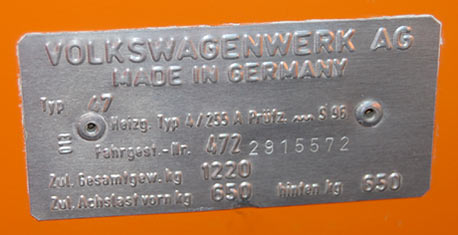 VOLKSWAGENWERK AG
MADE IN GERMANY
Typ 47
Heizg. Typ 4/255 A Prüfz. ~~~ S 96
Fahrgest.-Nr. 472 2915572
Zul. Gesamtgew. kg 1220
Zul. Achslast vorn kg 650 hinten kg 650